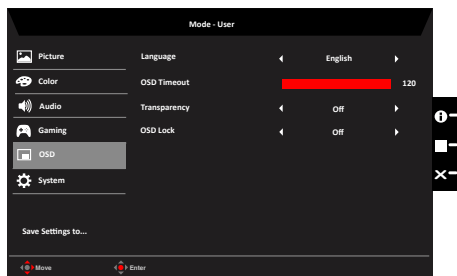 Mode - User
Picture
Language English
Color
OSD Timeout 120
Audio
Transparency Off
Gaming
OSD Lock Off
OSD
System
Save Settings to...
Move Enter